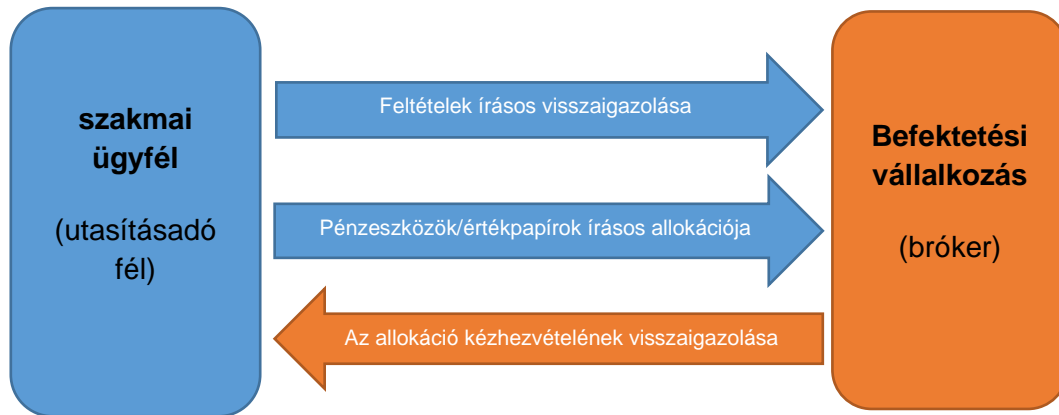 szakmai
ügyfél
(utasításadó
fél)
Feltételek írásos visszaigazolása
Pénzeszközök/értékpapírok írásos allokációja
Az allokáció kézhezvételének visszaigazolása
Befektetési
vállalkozás
(bróker)